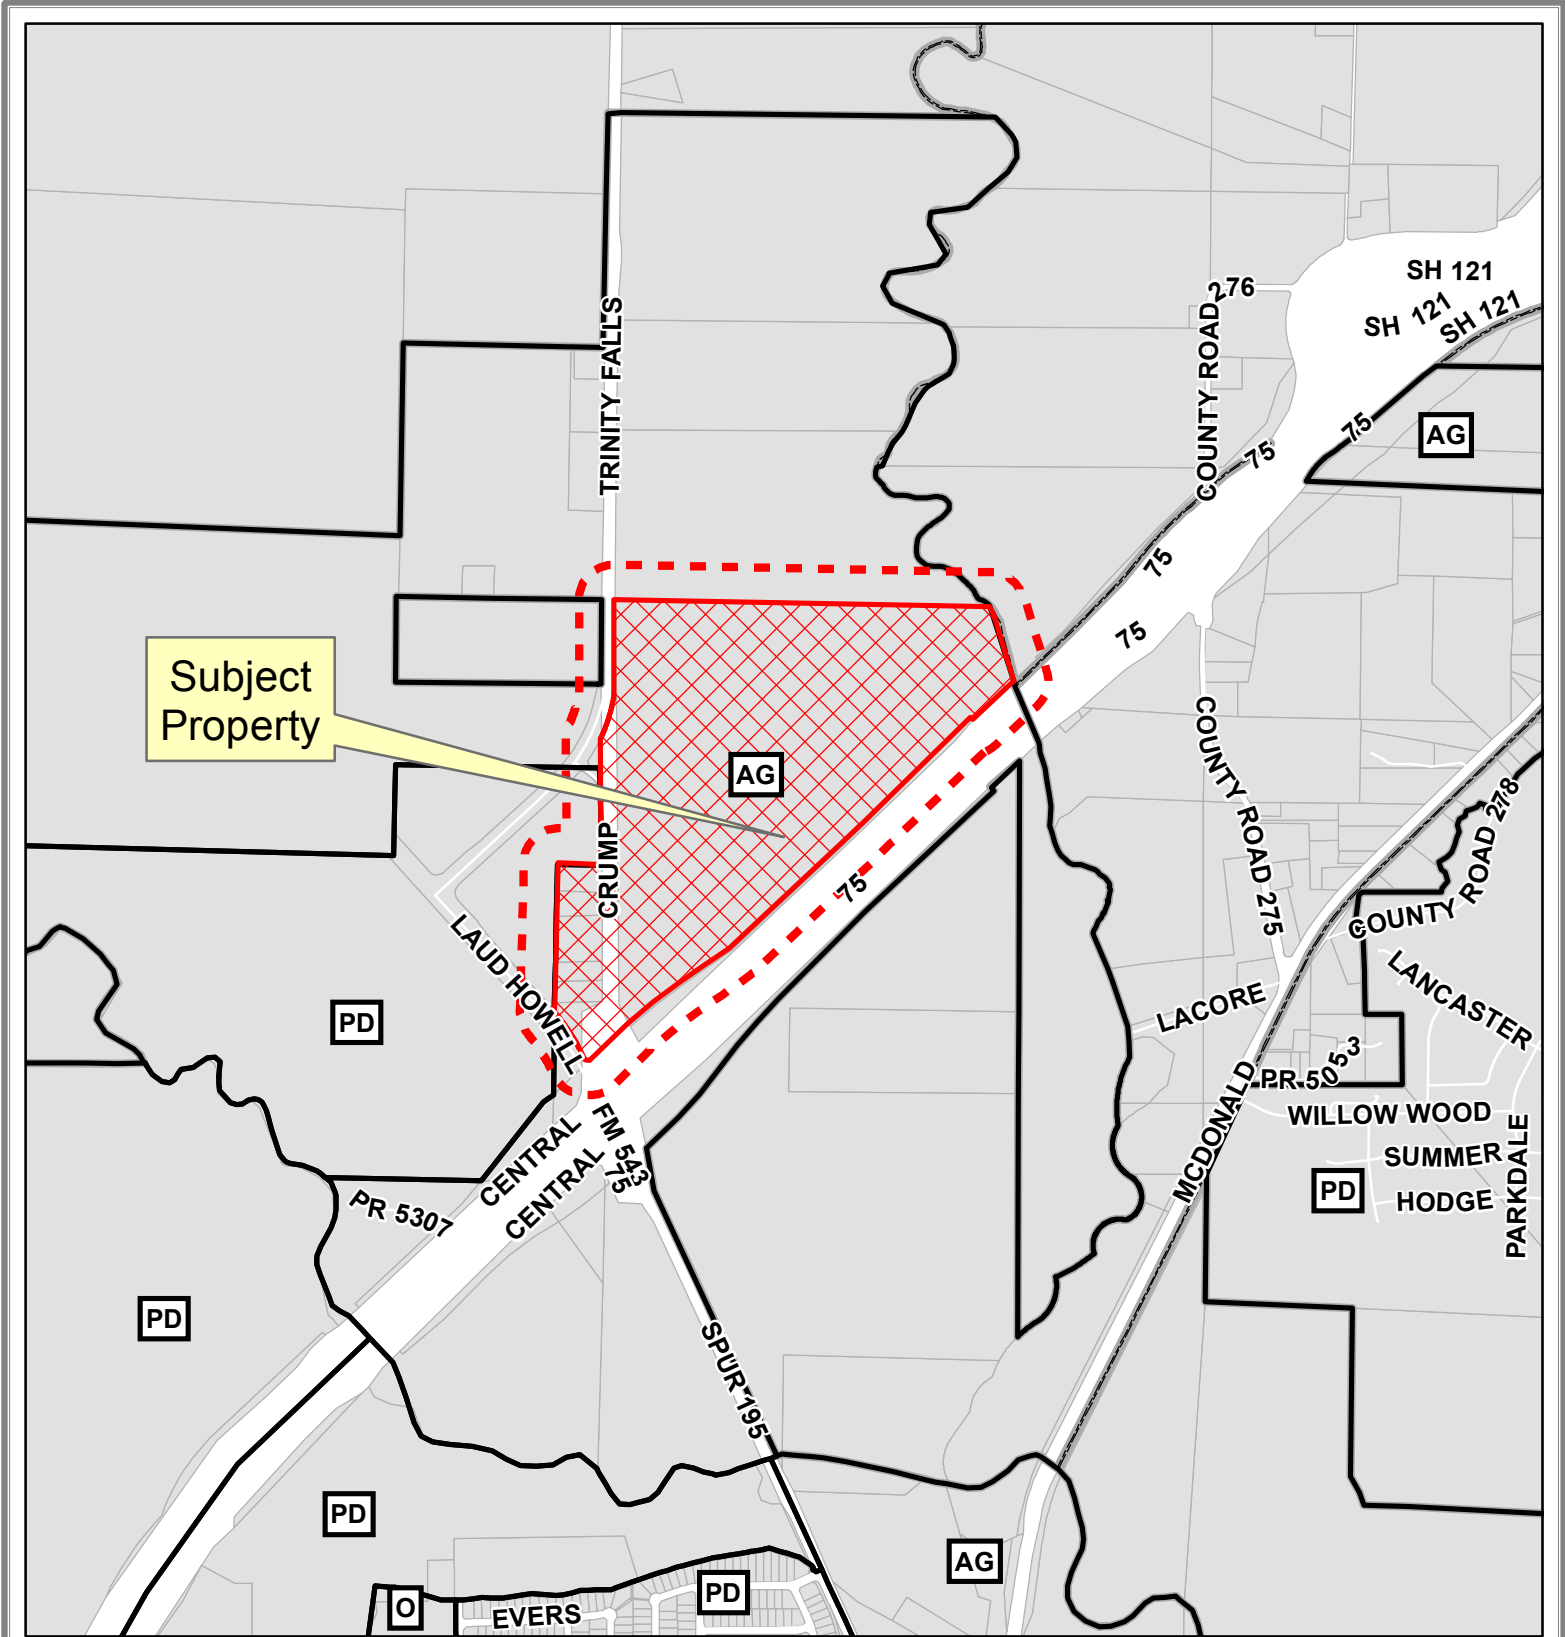 SH 121
276
SH 121
SH 121
TRINITY FALLS
COUNTY ROAD
75
AG
75
75
75
Subject
Property
AG
COUNTY ROAD 275
COUNTY ROAD 278
CRUMP
75
LAUD HOWELL
LANCASTER
LACORE
PD
PR 5053
MCDONALD
WILLOW WOOD
CENTRAL
FM 543
SUMMER
PARKDALE
75
CENTRAL
PD
HODGE
PR 5307
PD
SPUR 195
PD
AG
PD
O
EVERS